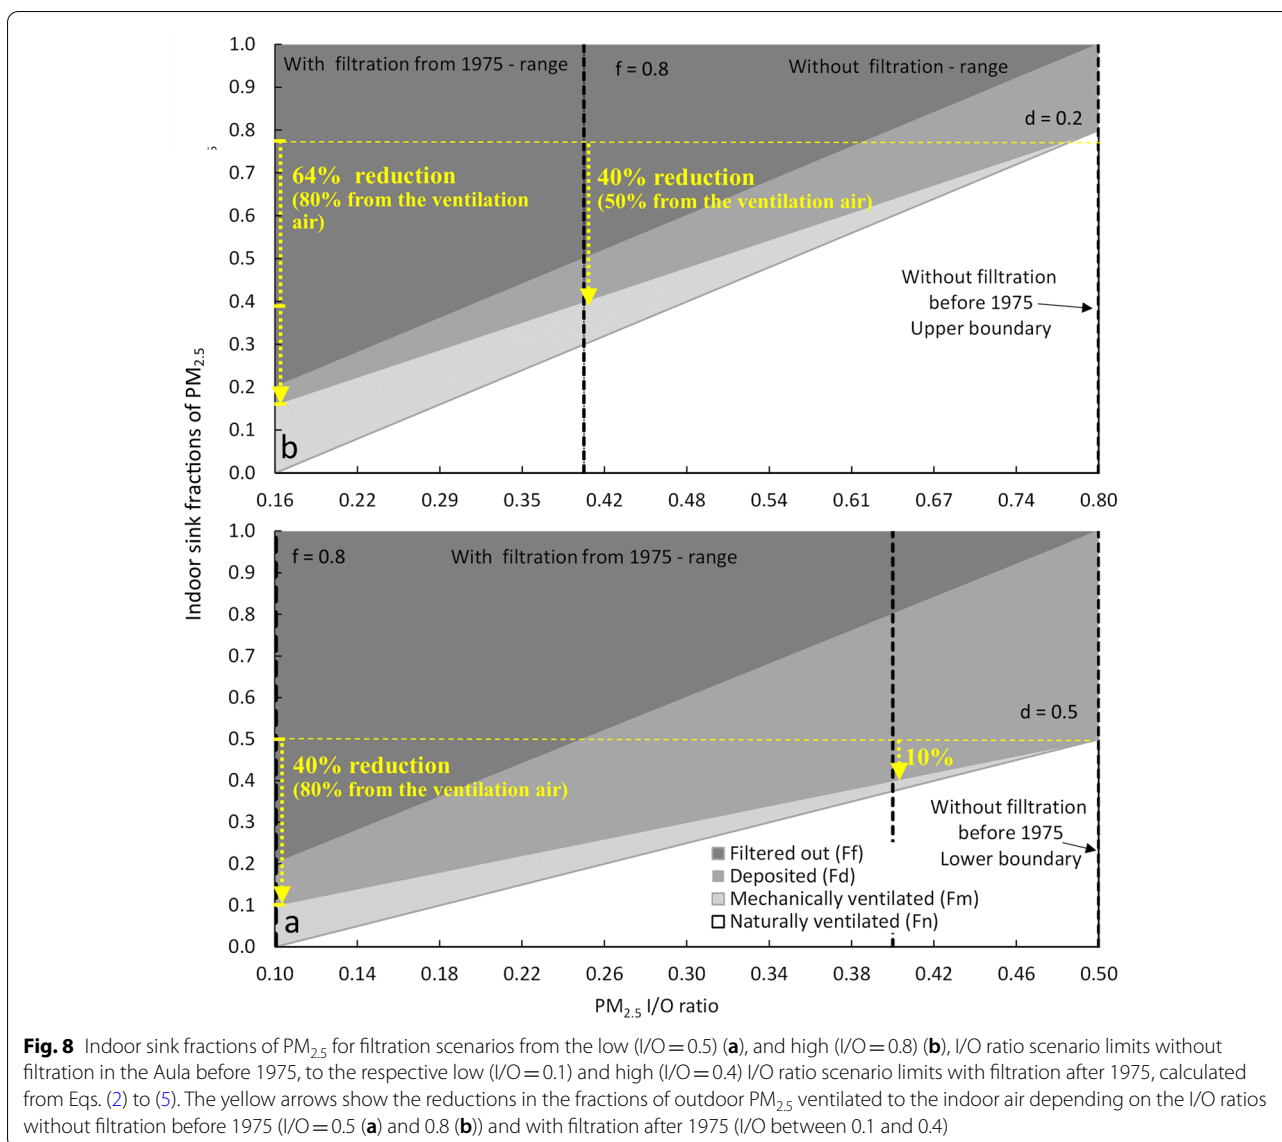 1.0
0.9
0.8
0.7
0.6
0.5
0.4
0.3
0.2
0.1
0.0
With filtration from 1975 - range
f = 0.8
Without filtration - range
d = 0.2
64% reduction
(80% from the ventilation
air)
40% reduction
(50% from the ventilation air)
Without filltration
before 1975
Upper boundary
b
0.16 0.22 0.29 0.35 0.42 0.48 0.54 0.61 0.67 0.74 0.80
Indoor sink fractions of PM2.5
1.0
0.9
0.8
0.7
0.6
0.5
0.4
0.3
0.2
0.1
0.0
f = 0.8
With filtration from 1975 - range
d = 0.5
40% reduction
(80% from the ventilation air)
10%
Without filltration
before 1975
Lower boundary
Filtered out (Ff)
Deposited (Fd)
Mechanically ventilated (Fm)
Naturally ventilated (Fn)
a
0.10 0.14 0.18 0.22 0.26 0.30 0.34 0.38 0.42 0.46 0.50
PM2.5 I/O ratio
Fig. 8 Indoor sink fractions of PM2.5 for filtration scenarios from the low (I/O = 0.5) (a), and high (I/O = 0.8) (b), I/O ratio scenario limits without
filtration in the Aula before 1975, to the respective low (I/O = 0.1) and high (I/O = 0.4) I/O ratio scenario limits with filtration after 1975, calculated
from Eqs. (2) to (5). The yellow arrows show the reductions in the fractions of outdoor PM2.5 ventilated to the indoor air depending on the I/O ratios
without filtration before 1975 (I/O = 0.5 (a) and 0.8 (b)) and with filtration after 1975 (I/O between 0.1 and 0.4)